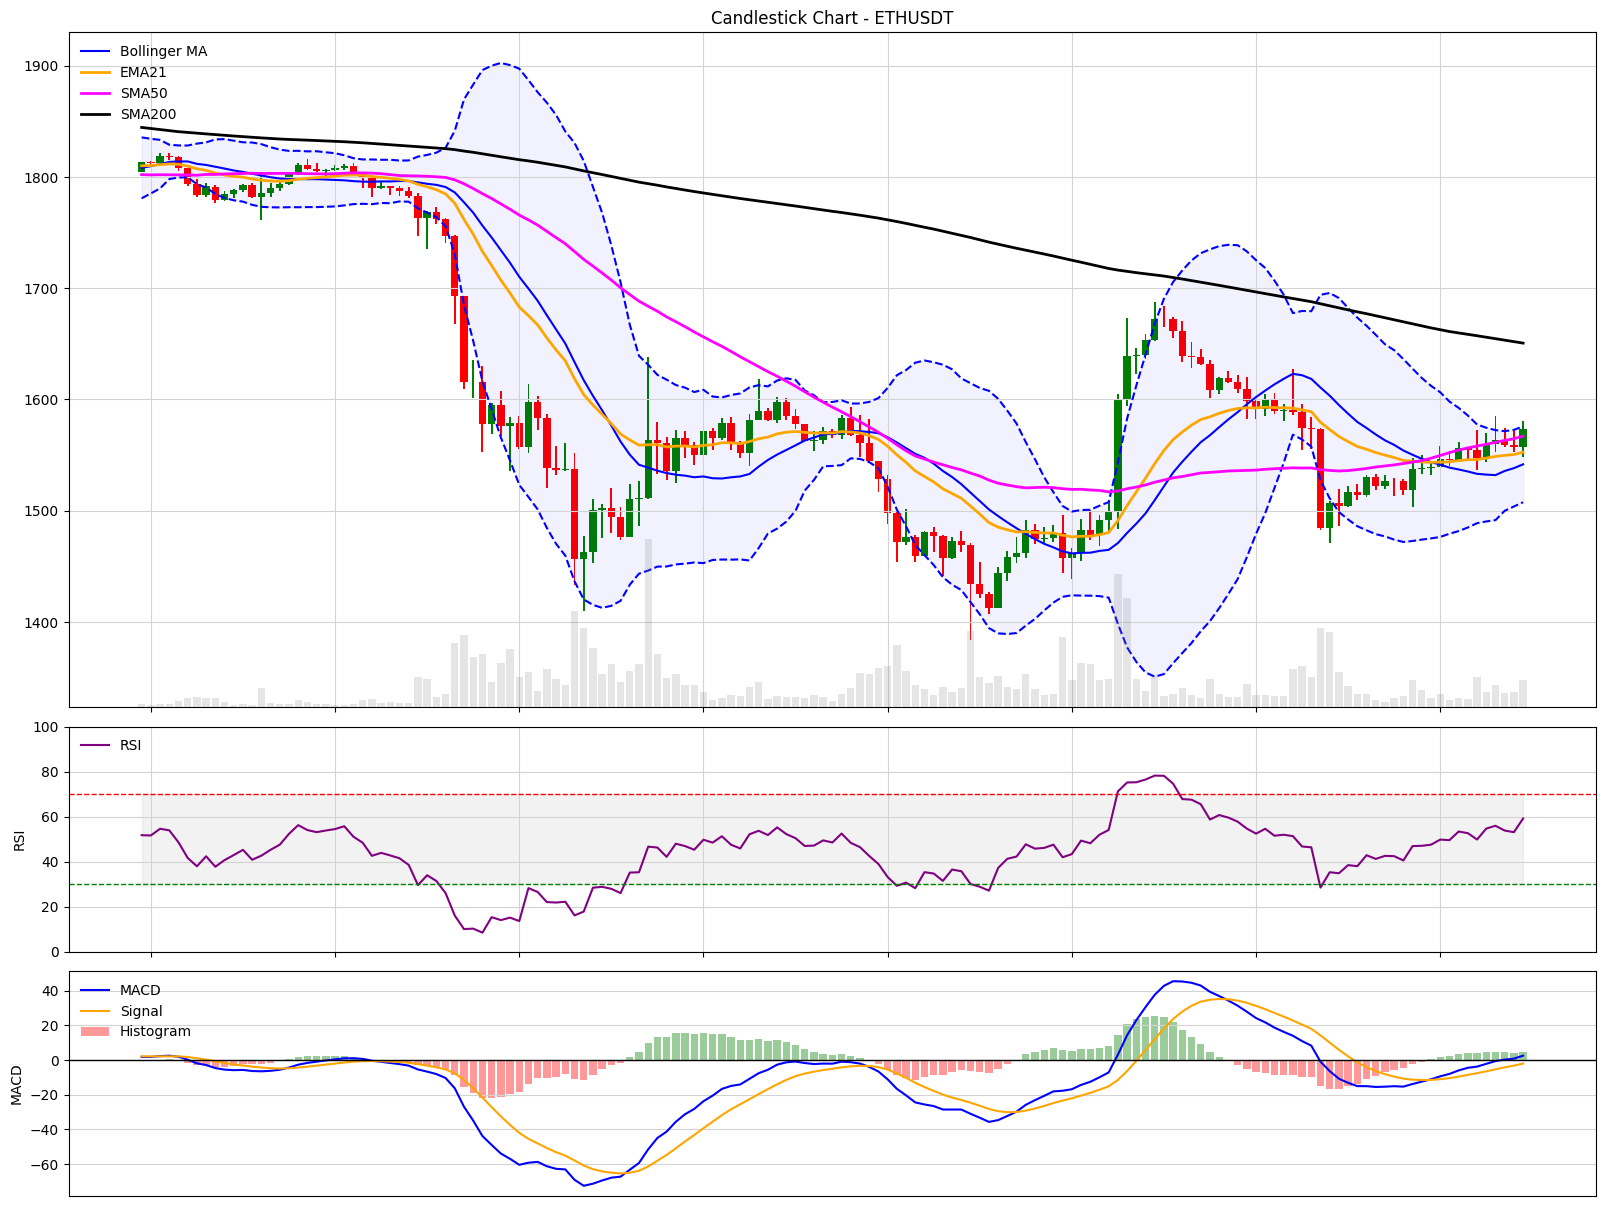 Candlestick Chart - ETHUSDT
Bollinger MA
EMA21
SMA50
SMA200
1900
1800
1700
1600
1500
1400
RSI
100
80
60
40
20
0
RSI
MACD
Signal
Histogram
40
20
0
−20
−40
−60
MACD